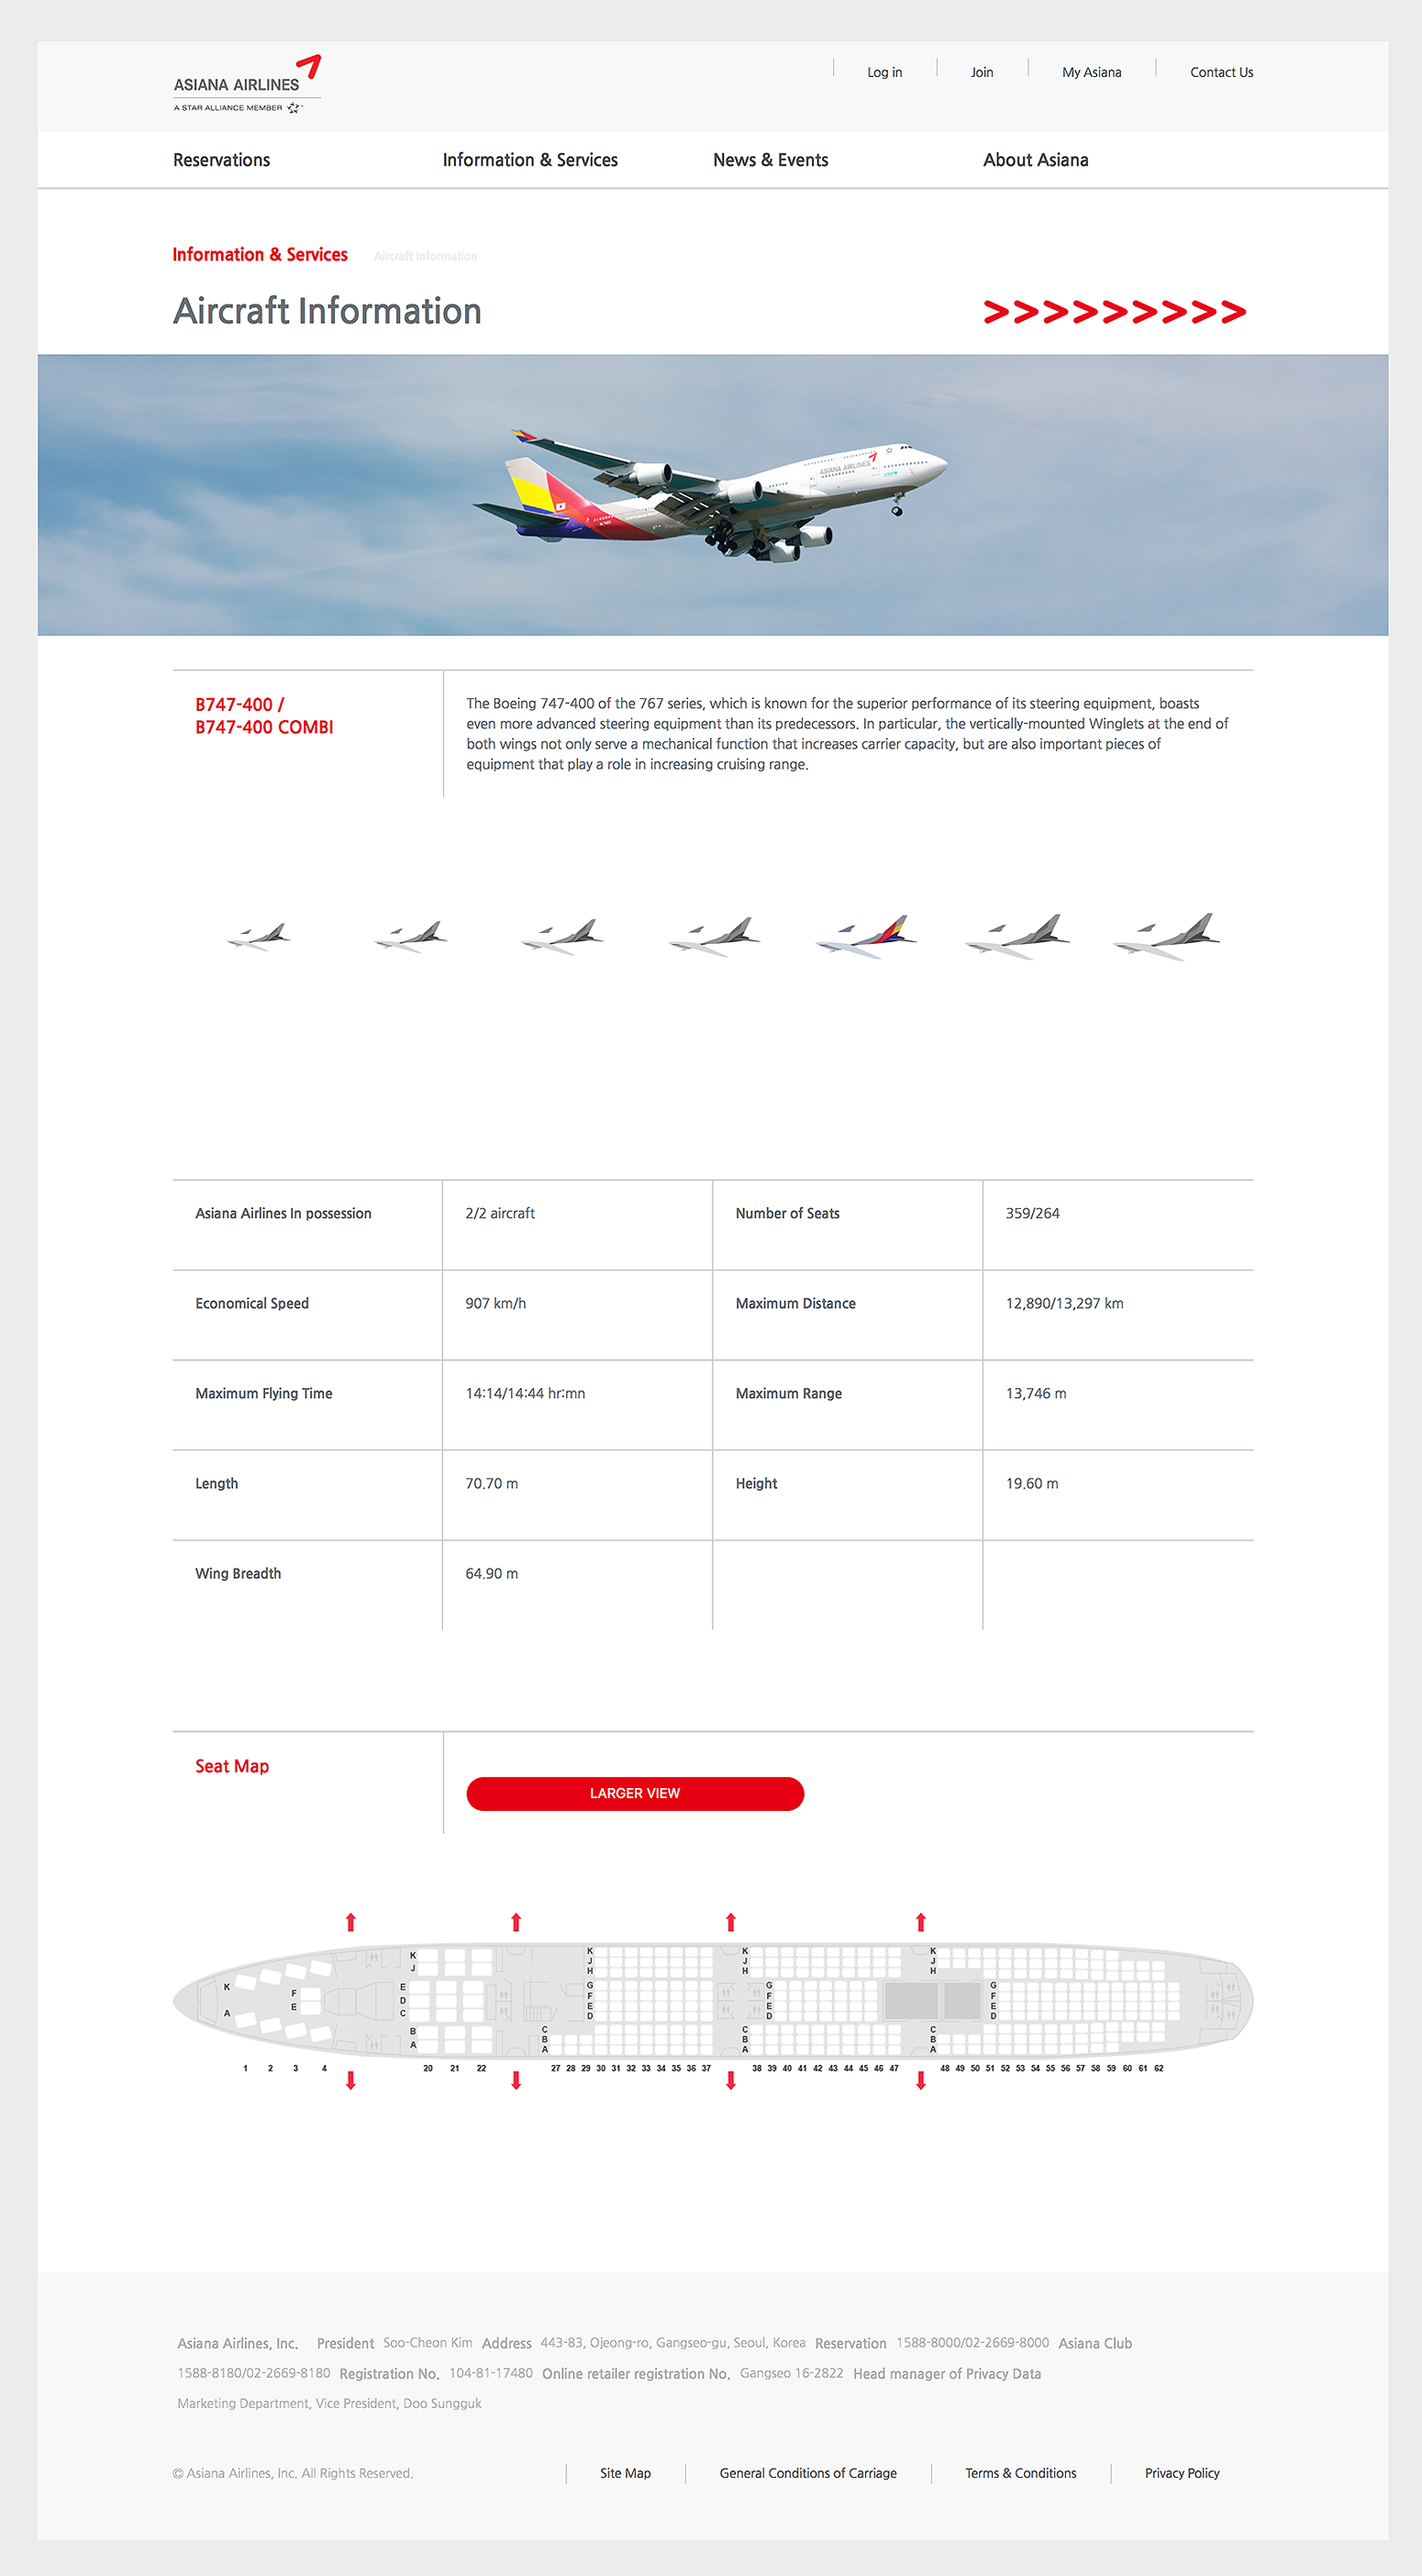 ASIANA AIRLINES
A STAR ALLIANCE MEMBER
Log in
Join
My Asiana
Contact Us
Reservations
Information & Services
News & Events
About Asiana
Information & Services
Aircraft Information
Aircraft Information
>>>>>>>>>
ASIANA AIRLINES
B747-400 /
B747-400 COMBI
The Boeing 747-400 of the 767 series, which is known for the superior performance of its steering equipment, boasts
even more advanced steering equipment than its predecessors. In particular, the vertically-mounted Winglets at the end of
both wings not only serve a mechanical function that increases carrier capacity, but are also important pieces of
equipment that play a role in increasing cruising range.
Asiana Airlines In possession
2/2 aircraft
Number of Seats
359/264
Economical Speed
907 km/h
Maximum Distance
12,890/13,297 km
Maximum Flying Time
14:14/14:44 hr:mn
Maximum Range
13,746 m
Length
70.70 m
Height
19.60 m
Wing Breadth
64.90 m
Seat Map
LARGER VIEW
K
A
F
E
K
J
E
D
C
B
A
K
J
H
G
F
E
D
C
B
A
K
J
H
G
F
E
D
C
B
A
K
J
H
G
F
E
D
C
B
A
1 2 3 4 20 21 22 27 28 29 30 31 32 33 34 35 36 37 38 39 40 41 42 43 44 45 46 47 48 49 50 51 52 53 54 55 56 57 58 59 60 61 62
Asiana Airlines, Inc. President Soo-Cheon Kim Address 443-83, Ojeong-ro, Gangseo-gu, Seoul, Korea Reservation 1588-8000/02-2669-8000 Asiana Club
1588-8180/02-2669-8180 Registration No. 104-81-17480 Online retailer registration No. Gangseo 16-2822 Head manager of Privacy Data
Marketing Department, Vice President, Doo Sungguk
© Asiana Airlines, Inc. All Rights Reserved.
Site Map
General Conditions of Carriage
Terms & Conditions
Privacy Policy